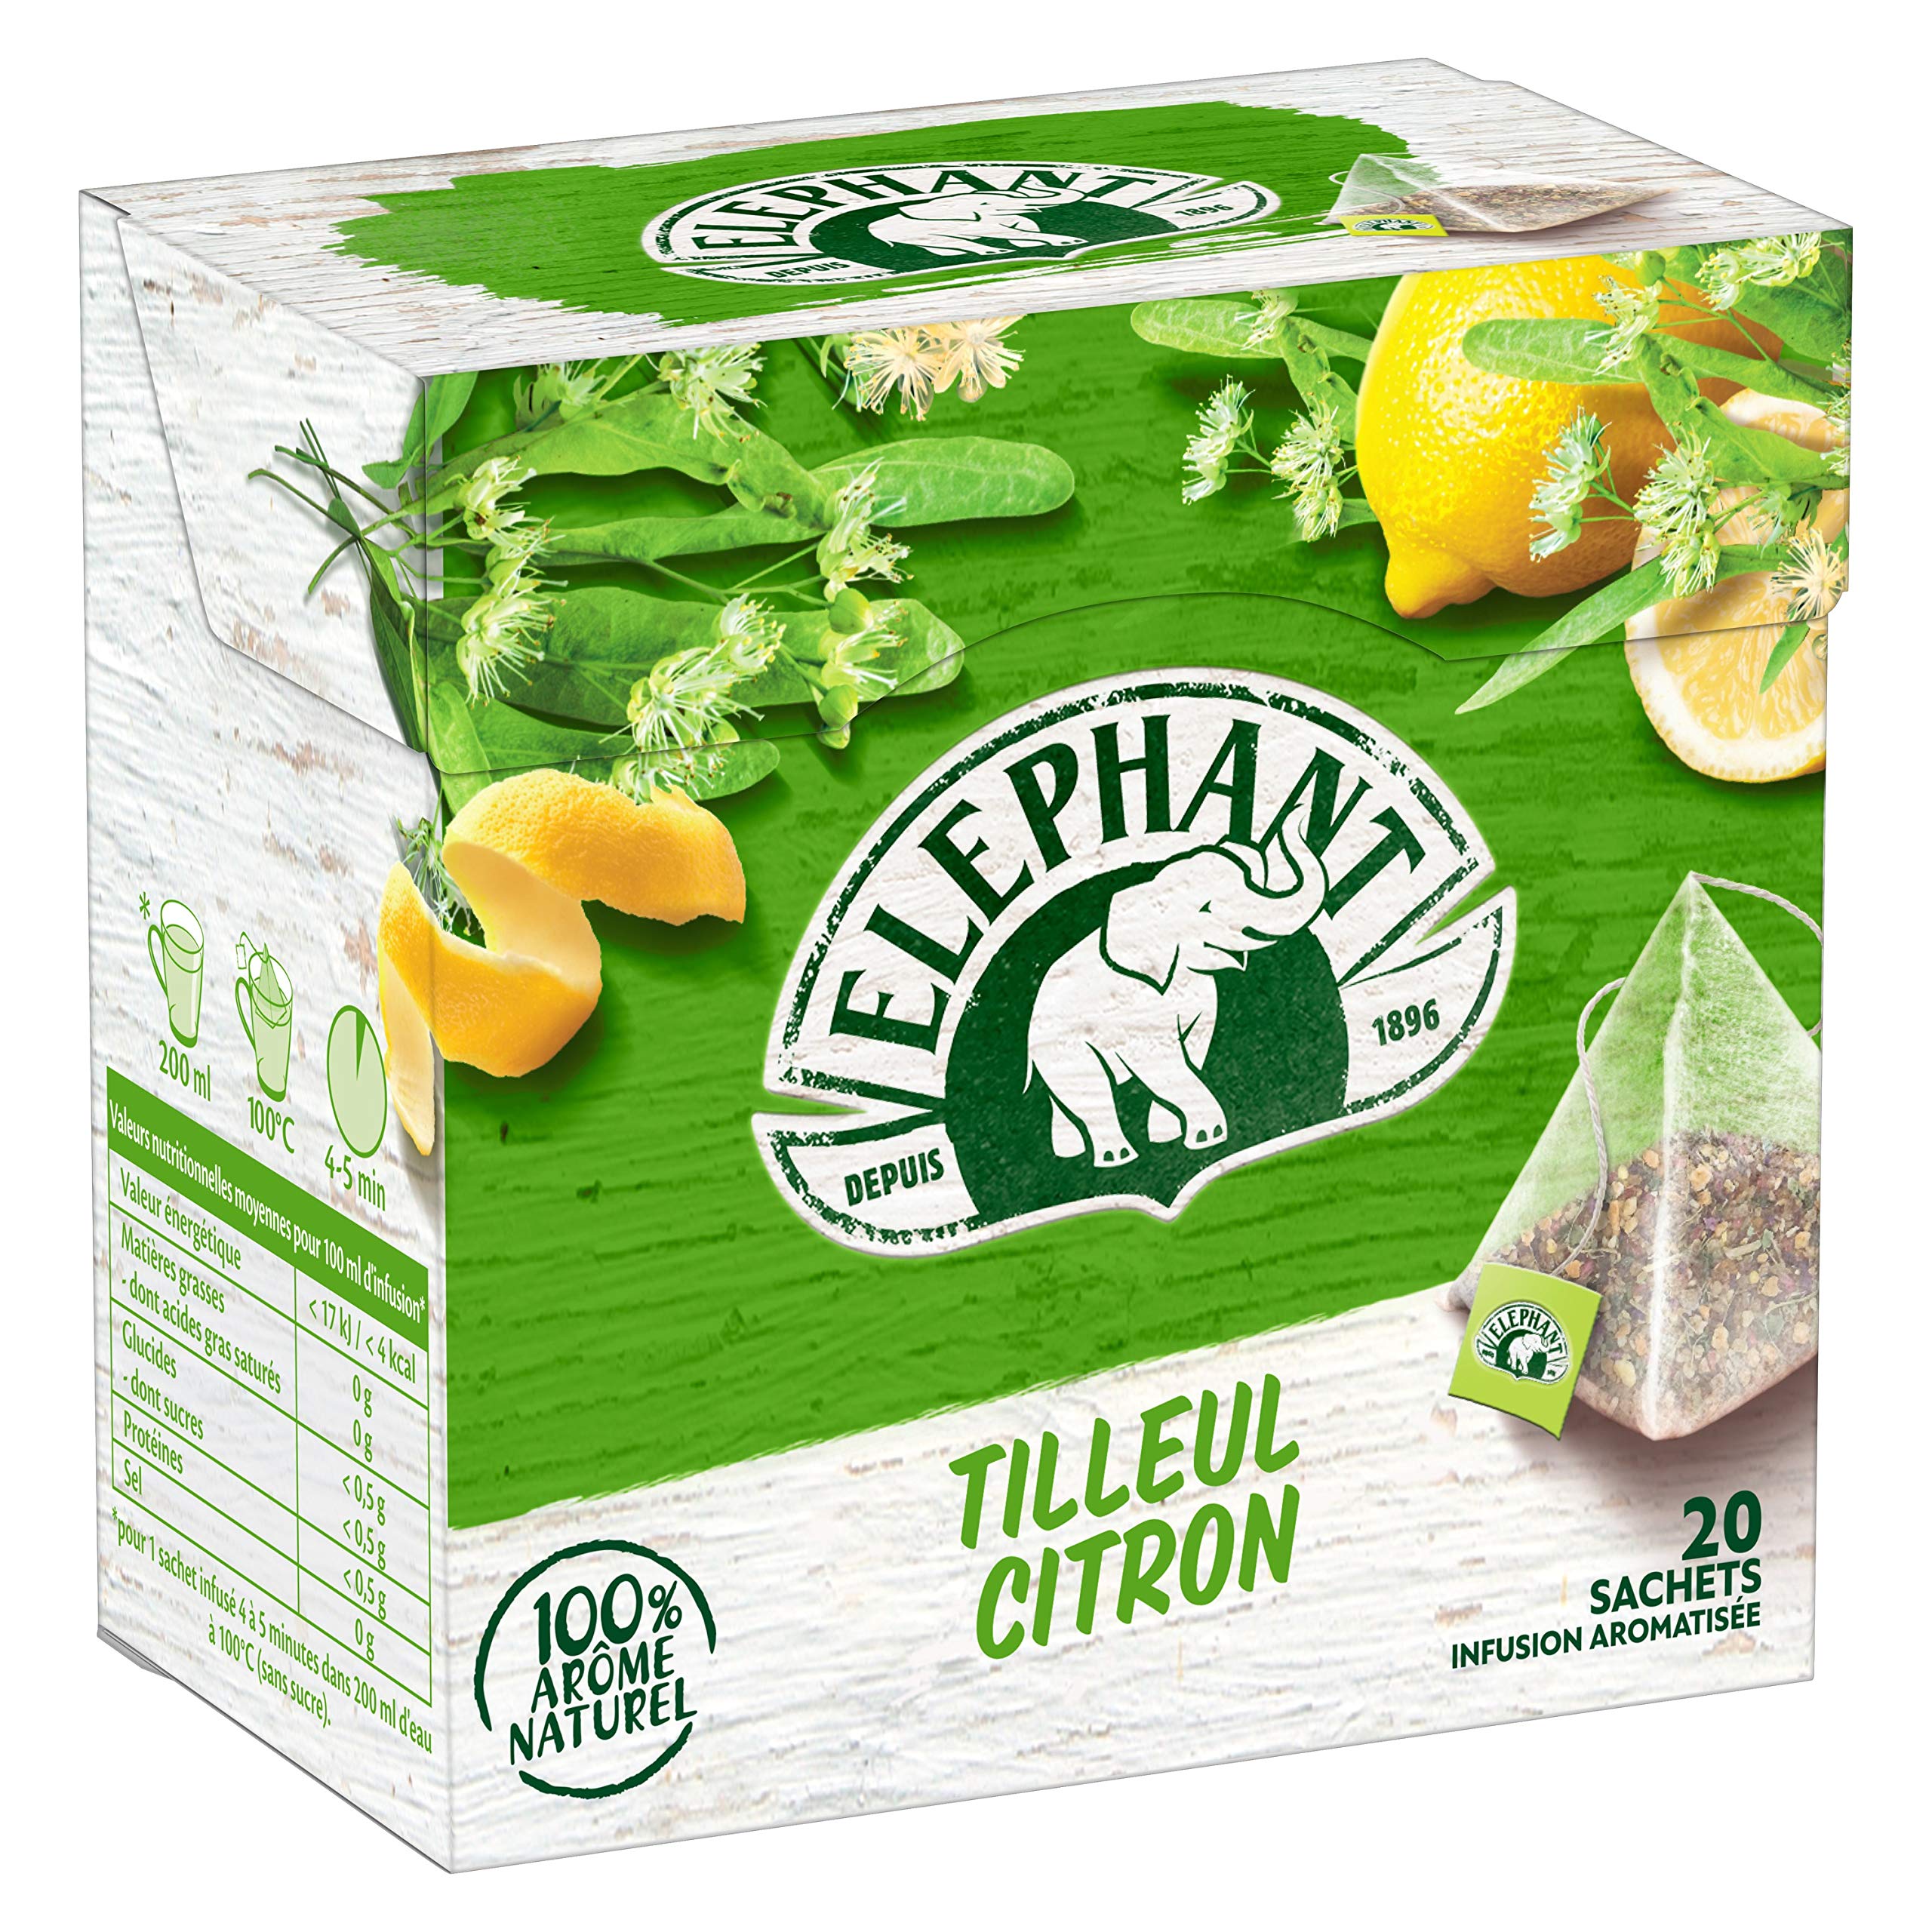 ELEPHANT
DEPUIS
1896
ELEPHANT
DEPUIS
1896
TILLEUL
CITRON
100%
ARÔME
NATUREL
20
SACHETS
INFUSION AROMATISÉE
ELEPHANT
*
200 ml
100°C
4-5 min
Valeurs nutritionnelles moyennes pour 100 ml d'infusion*
Valeur énergétique < 17 kJ / < 4 kcal
Matières grasses 0 g
- dont acides gras saturés 0 g
Glucides < 0,5 g
- dont sucres < 0,5 g
Protéines < 0,5 g
Sel 0 g
*pour 1 sachet infusé 4 à 5 minutes dans 200 ml d'eau
à 100°C (sans sucre).